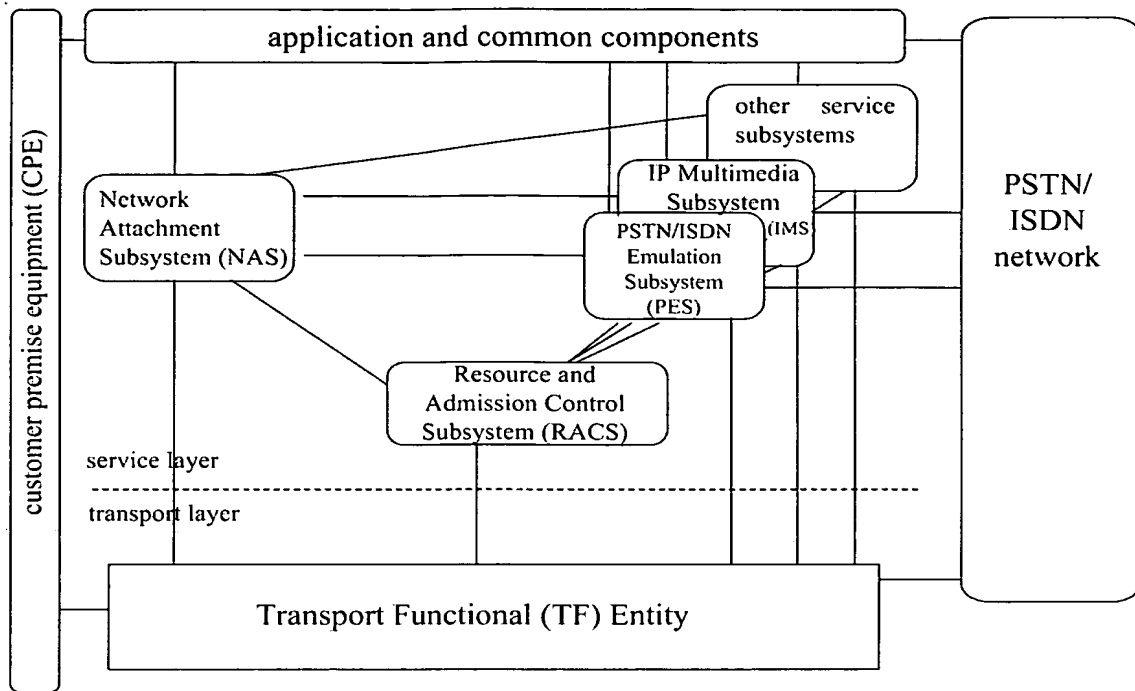 application and common components
customer premise equipment (CPE)
other service
subsystems
IP Multimedia
Subsystem
(IMS
PSTN/
ISDN
network
Network
Attachment
Subsystem (NAS)
PSTN/ISDN
Emulation
Subsystem
(PES)
Resource and
Admission Control
Subsystem (RACS)
service layer
transport layer
Transport Functional (TF) Entity